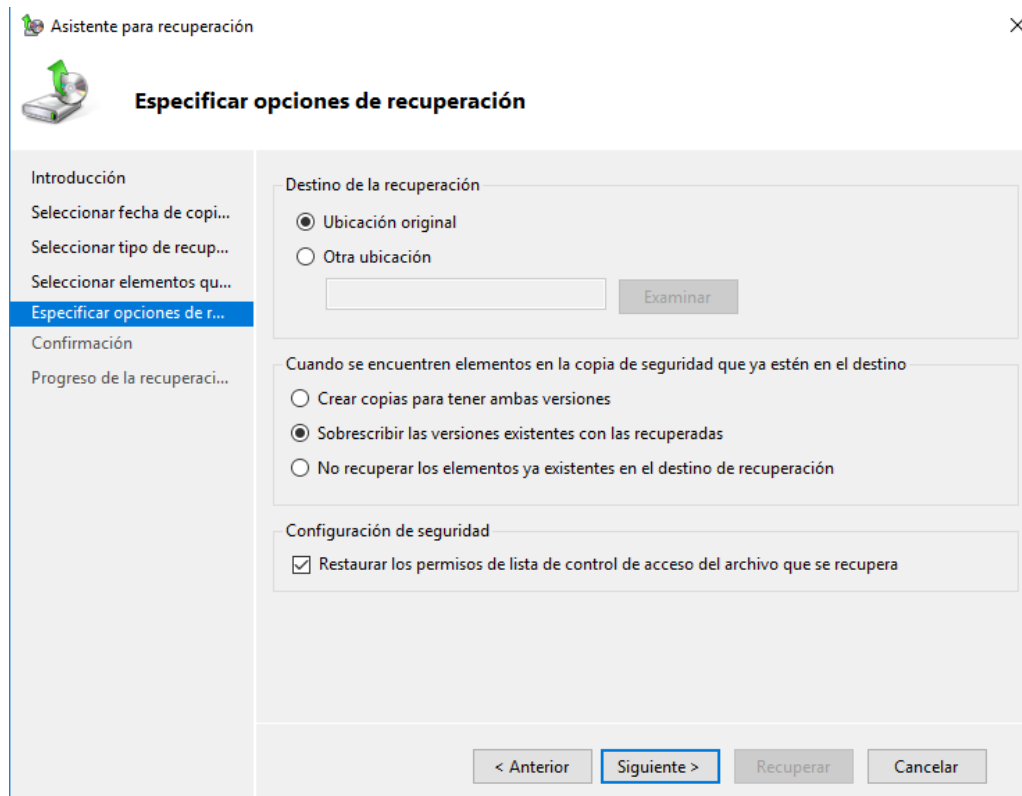 Asistente para recuperación
Especificar opciones de recuperación
Introducción
Seleccionar fecha de copi...
Seleccionar tipo de recup...
Seleccionar elementos qu...
Especificar opciones de r...
Confirmación
Progreso de la recuperaci...
Destino de la recuperación
Ubicación original
Otra ubicación
Examinar
Cuando se encuentren elementos en la copia de seguridad que ya estén en el destino
Crear copias para tener ambas versiones
Sobrescribir las versiones existentes con las recuperadas
No recuperar los elementos ya existentes en el destino de recuperación
Configuración de seguridad
Restaurar los permisos de lista de control de acceso del archivo que se recupera
< Anterior
Siguiente >
Recuperar
Cancelar